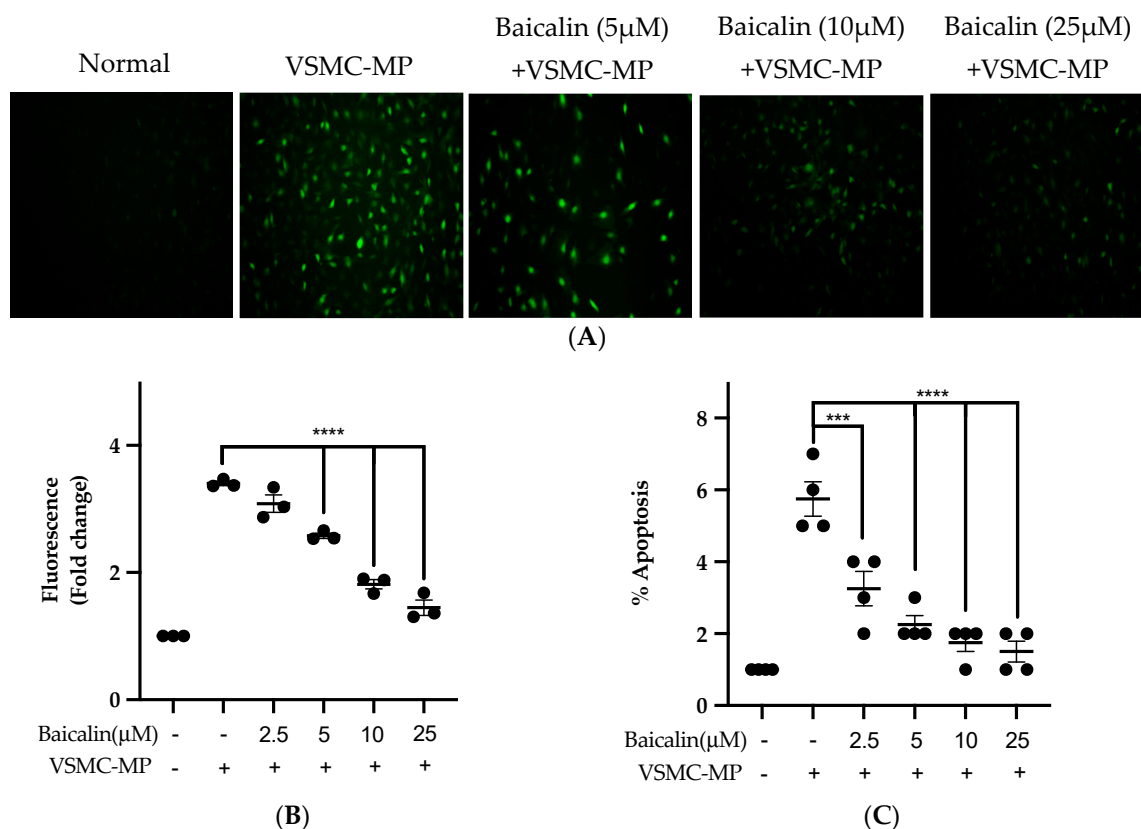 Normal
VSMC-MP
Baicalin (5μM)
+VSMC-MP
Baicalin (10μM)
+VSMC-MP
Baicalin (25μM)
+VSMC-MP
(A)
Fluorescence
(Fold change)
4
2
0
****
Baicalin(μM) - - 2.5 5 10 25
VSMC-MP - + + + + +
(B)
% Apoptosis
8
6
4
2
0
***
****
Baicalin(μM) - - 2.5 5 10 25
VSMC-MP - + + + + +
(C)